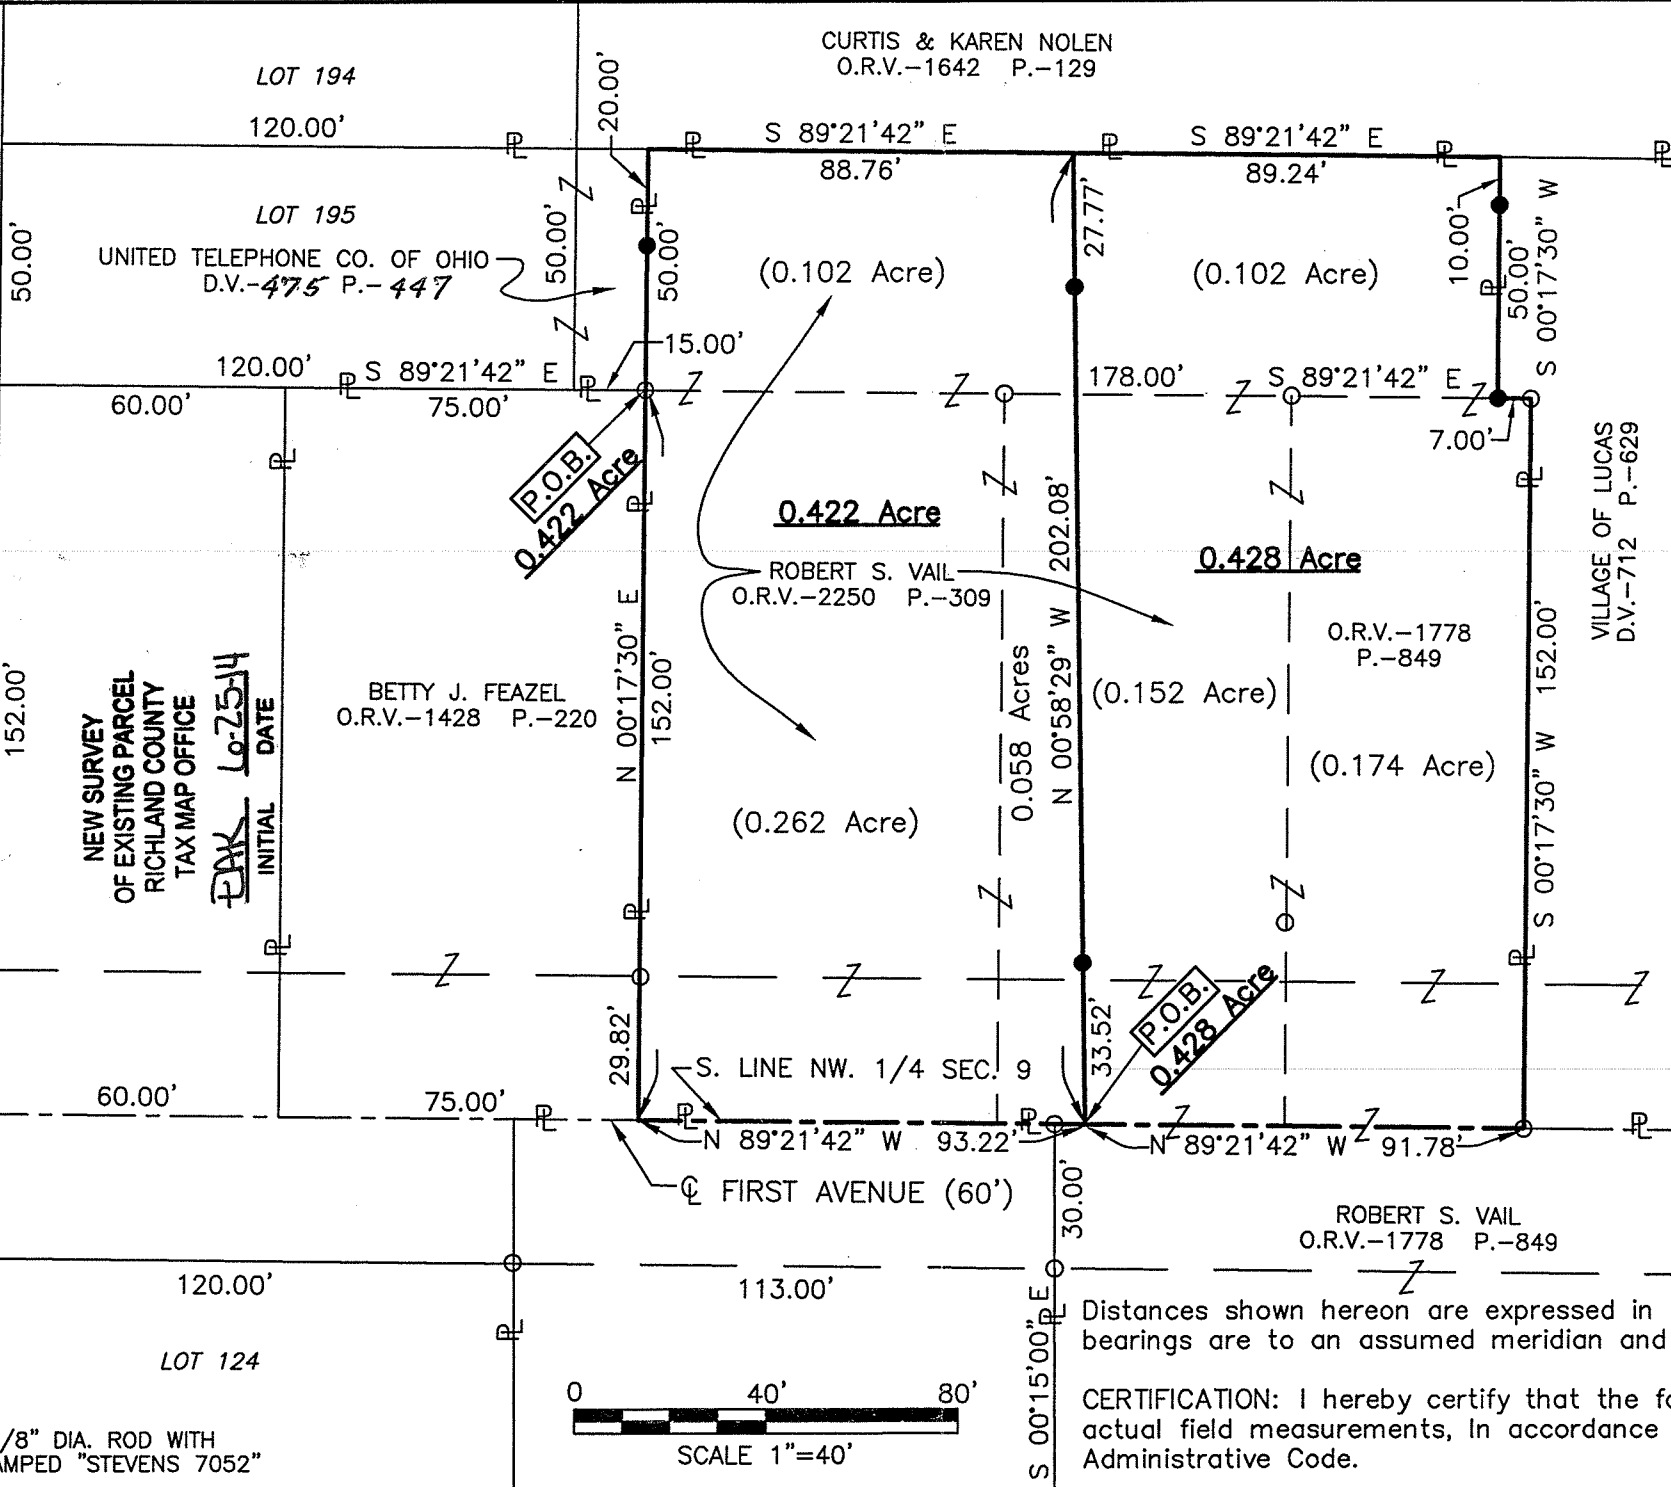 CURTIS & KAREN NOLEN
O.R.V.-1642 P.-129
LOT 194
120.00'
20.00'
S 89°21'42" E
88.76'
S 89°21'42" E
89.24'
LOT 195
UNITED TELEPHONE CO. OF OHIO
D.V.-475 P.-447
50.00'
50.00'
50.00'
27.77'
10.00'
50.00'
S 00°17'30" W
(0.102 Acre)
(0.102 Acre)
15.00'
120.00'
S 89°21'42" E
60.00'
75.00'
178.00'
S 89°21'42" E
7.00'
P.O.B.
0.422 Acre
0.422 Acre
0.428 Acre
VILLAGE OF LUCAS
D.V.-712 P.-629
ROBERT S. VAIL
O.R.V.-2250 P.-309
O.R.V.-1778
P.-849
N 00°17'30" E
152.00'
0.058 Acres
N 00°58'29" W 202.08'
(0.152 Acre)
(0.174 Acre)
S 00°17'30" W 152.00'
152.00'
BETTY J. FEAZEL
O.R.V.-1428 P.-220
NEW SURVEY
OF EXISTING PARCEL
RICHLAND COUNTY
TAX MAP OFFICE
6-25-14
INITIAL DATE
(0.262 Acre)
29.82'
33.52'
P.O.B.
0.428 Acre
S. LINE NW. 1/4 SEC. 9
60.00'
75.00'
N 89°21'42" W 93.22'
N 89°21'42" W 91.78'
℄ FIRST AVENUE (60')
30.00'
ROBERT S. VAIL
O.R.V.-1778 P.-849
120.00'
113.00'
S 00°15'00" E
LOT 124
Distances shown hereon are expressed in
bearings are to an assumed meridian and
0 40' 80'
SCALE 1"=40'
CERTIFICATION: I hereby certify that the fo
actual field measurements, In accordance
Administrative Code.
/8" DIA. ROD WITH
AMPED "STEVENS 7052"